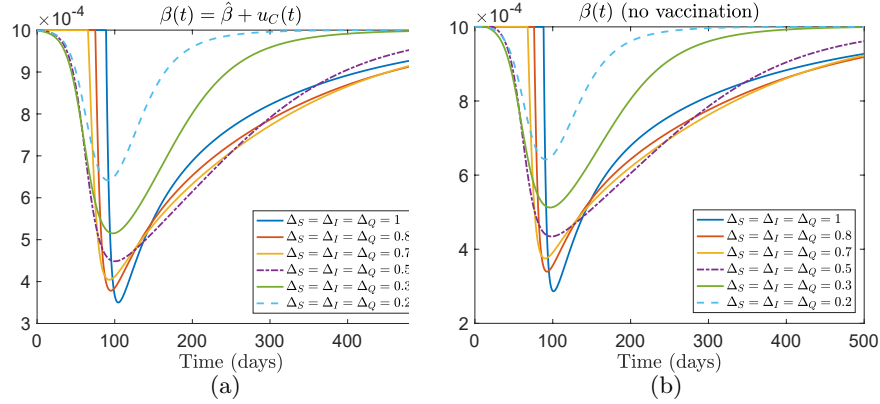 ×10⁻⁴ β(t) = β̂ + u_C(t)
10
9
8
7
6
5
4
3
0 100 200 300 400
Time (days)
Δ_S = Δ_I = Δ_Q = 1
Δ_S = Δ_I = Δ_Q = 0.8
Δ_S = Δ_I = Δ_Q = 0.7
Δ_S = Δ_I = Δ_Q = 0.5
Δ_S = Δ_I = Δ_Q = 0.3
Δ_S = Δ_I = Δ_Q = 0.2
(a)
×10⁻⁴ β(t) (no vaccination)
10
8
6
4
2
0 100 200 300 400 500
Time (days)
Δ_S = Δ_I = Δ_Q = 1
Δ_S = Δ_I = Δ_Q = 0.8
Δ_S = Δ_I = Δ_Q = 0.7
Δ_S = Δ_I = Δ_Q = 0.5
Δ_S = Δ_I = Δ_Q = 0.3
Δ_S = Δ_I = Δ_Q = 0.2
(b)